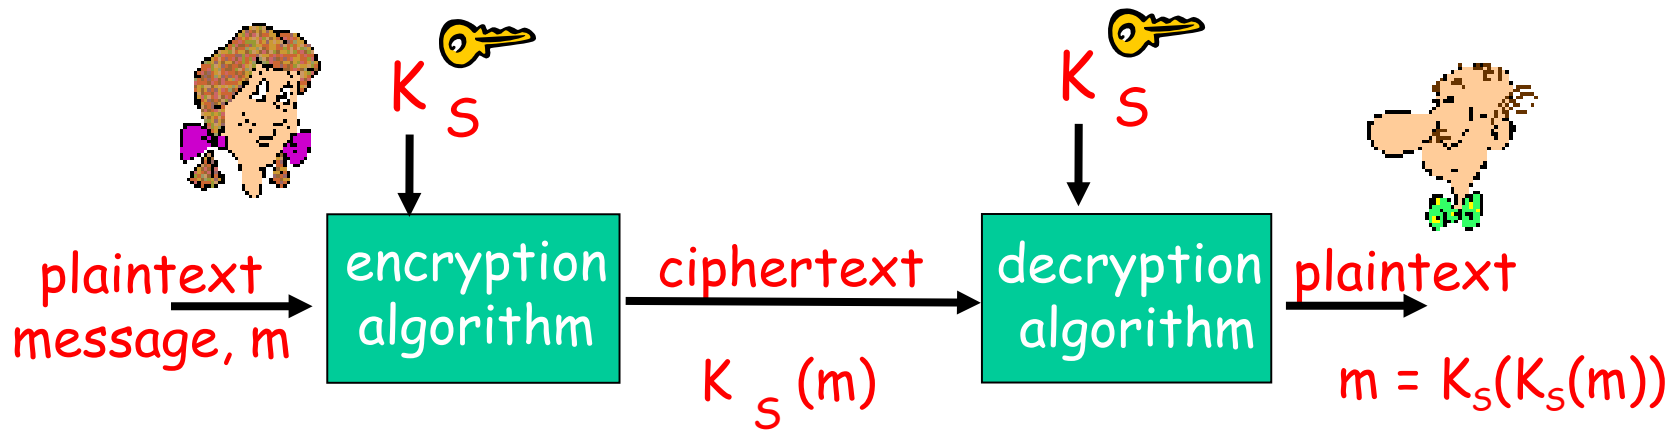 K S
K S
plaintext
message, m
encryption
algorithm
ciphertext
K S (m)
decryption
algorithm
plaintext
m = KS(KS(m))